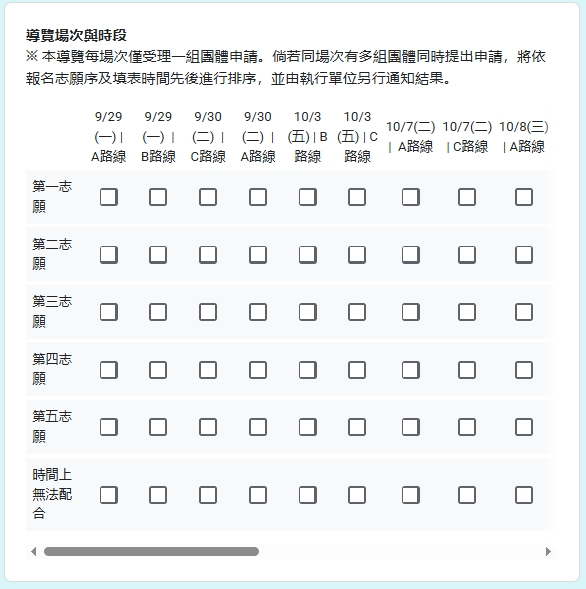 導覽場次與時段
※ 本導覽每場次僅受理一組團體申請。倘若同場次有多組團體同時提出申請，將依
報名志願序及填表時間先後進行排序，並由執行單位另行通知結果。
9/29 (一) | A路線
9/29 (一) | B路線
9/30 (二) | C路線
9/30 (二) | A路線
10/3 (五) | B 路線
10/3 (五) | C 路線
10/7(二) | A路線
10/7(二) | C路線
10/8(三) | A路線
第一志願
第二志願
第三志願
第四志願
第五志願
時間上無法配合